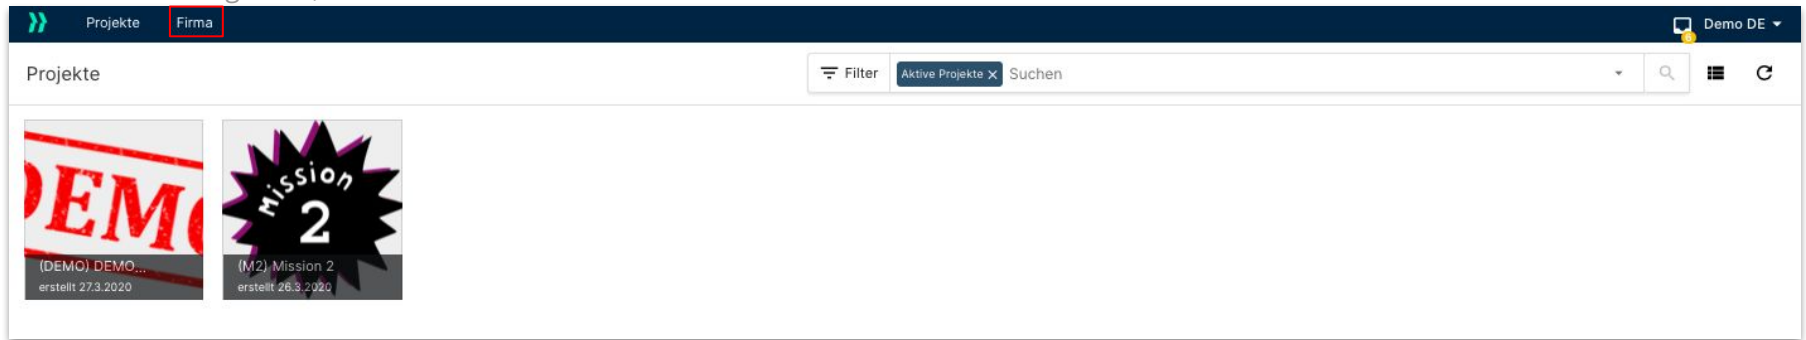 Projekte Firma 6 Demo DE
Projekte Filter Aktive Projekte X Suchen
DEMO
Mission
2
(DEMO) DEMO...
erstellt 27.3.2020
(M2) Mission 2
erstellt 26.3.2020